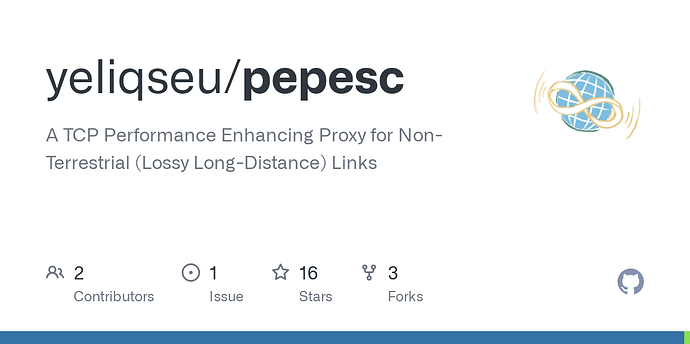 yeliqseu/pepesc
A TCP Performance Enhancing Proxy for Non-
Terrestrial (Lossy Long-Distance) Links
2
Contributors
1
Issue
16
Stars
3
Forks